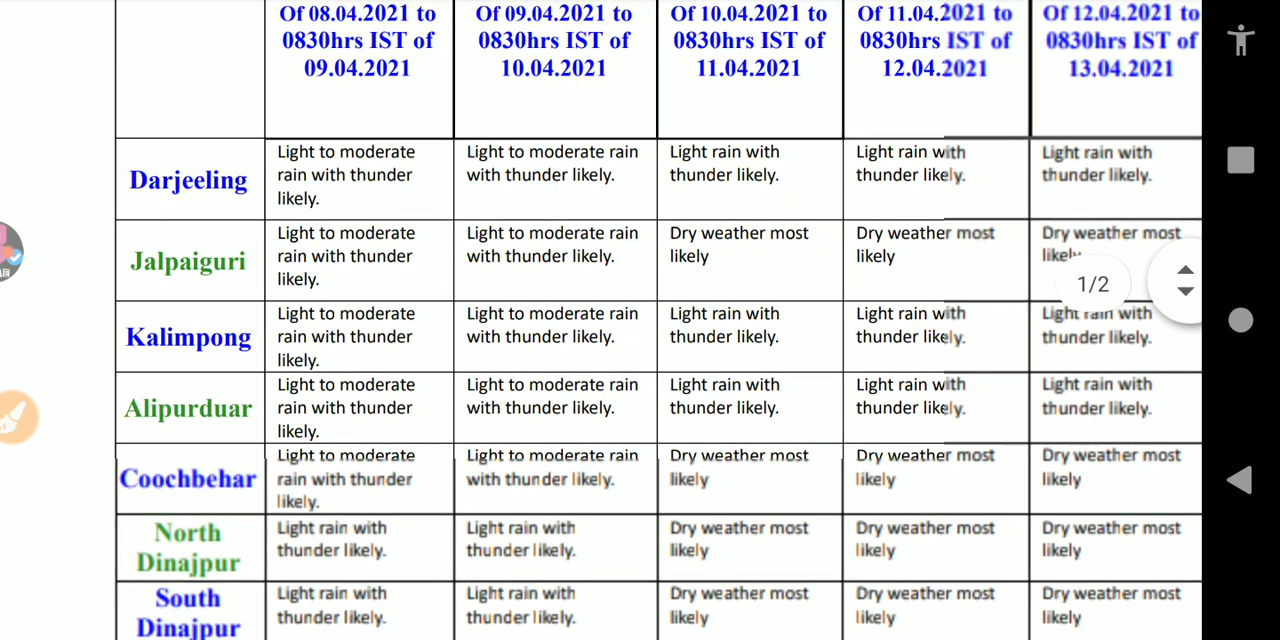 Of 08.04.2021 to
0830hrs IST of
09.04.2021
Of 09.04.2021 to
0830hrs IST of
10.04.2021
Of 10.04.2021 to
0830hrs IST of
11.04.2021
Of 11.04.2021 to
0830hrs IST of
12.04.2021
Of 12.04.2021 to
0830hrs IST of
13.04.2021
Darjeeling
Light to moderate
rain with thunder
likely.
Light to moderate rain
with thunder likely.
Light rain with
thunder likely.
Light rain with
thunder likely.
Light rain with
thunder likely.
Jalpaiguri
Light to moderate
rain with thunder
likely.
Light to moderate rain
with thunder likely.
Dry weather most
likely
Dry weather most
likely
Dry weather most
likely
1/2
Kalimpong
Light to moderate
rain with thunder
likely.
Light to moderate rain
with thunder likely.
Light rain with
thunder likely.
Light rain with
thunder likely.
Light rain with
thunder likely.
Alipurduar
Light to moderate
rain with thunder
likely.
Light to moderate rain
with thunder likely.
Light rain with
thunder likely.
Light rain with
thunder likely.
Light rain with
thunder likely.
Coochbehar
Light to moderate
rain with thunder
likely.
Light to moderate rain
with thunder likely.
Dry weather most
likely
Dry weather most
likely
Dry weather most
likely
North
Dinajpur
Light rain with
thunder likely.
Light rain with
thunder likely.
Dry weather most
likely
Dry weather most
likely
Dry weather most
likely
South
Dinajpur
Light rain with
thunder likely.
Light rain with
thunder likely.
Dry weather most
likely
Dry weather most
likely
Dry weather most
likely